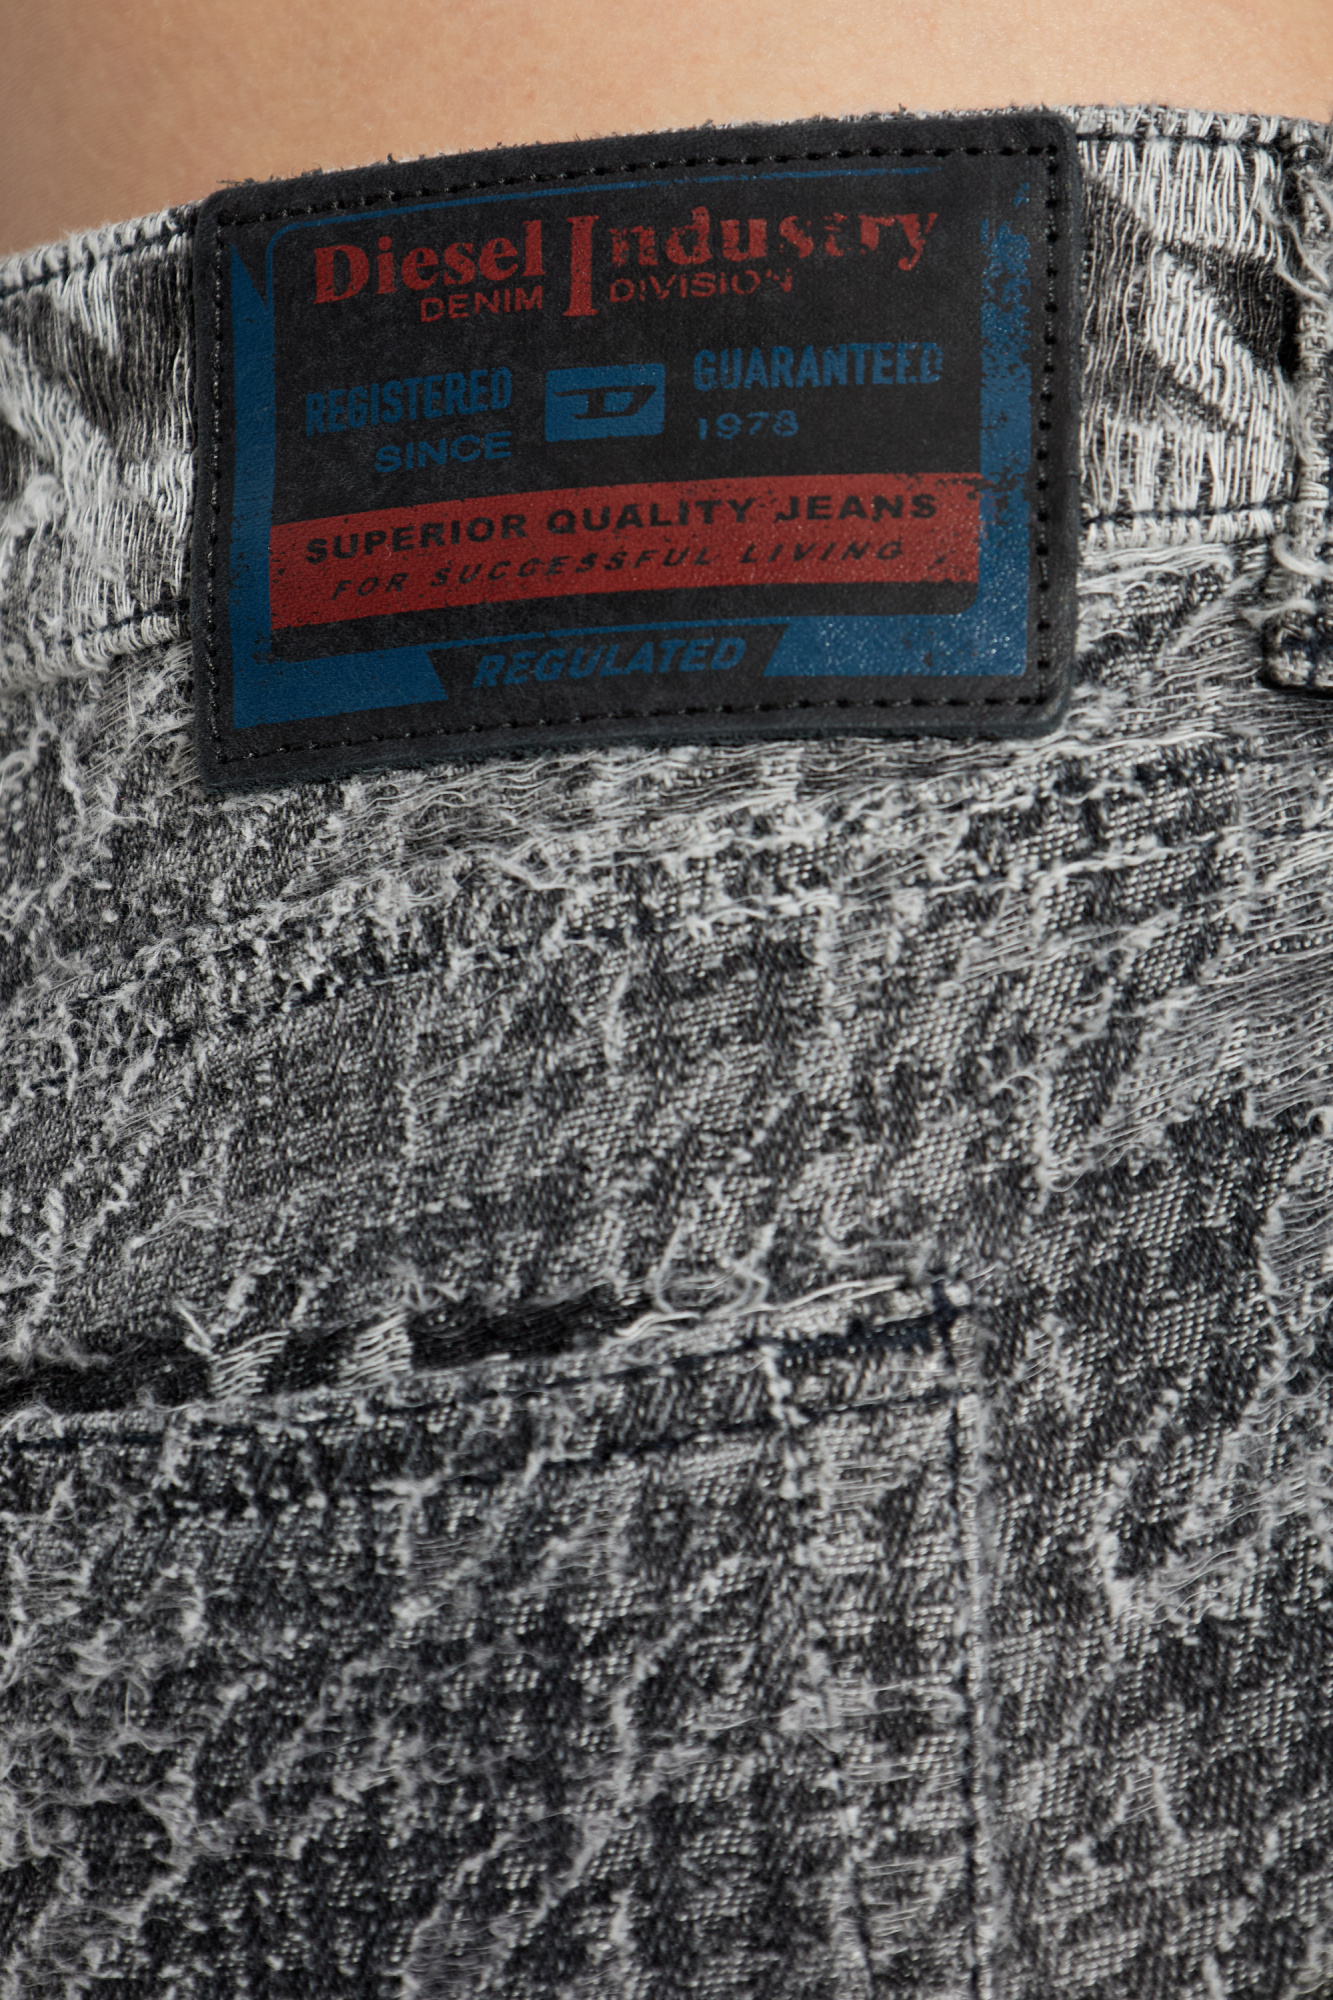 Diesel Industry
DENIM DIVISION
REGISTERED D GUARANTEED
SINCE 1978
SUPERIOR QUALITY JEANS
FOR SUCCESSFUL LIVING
REGULATED